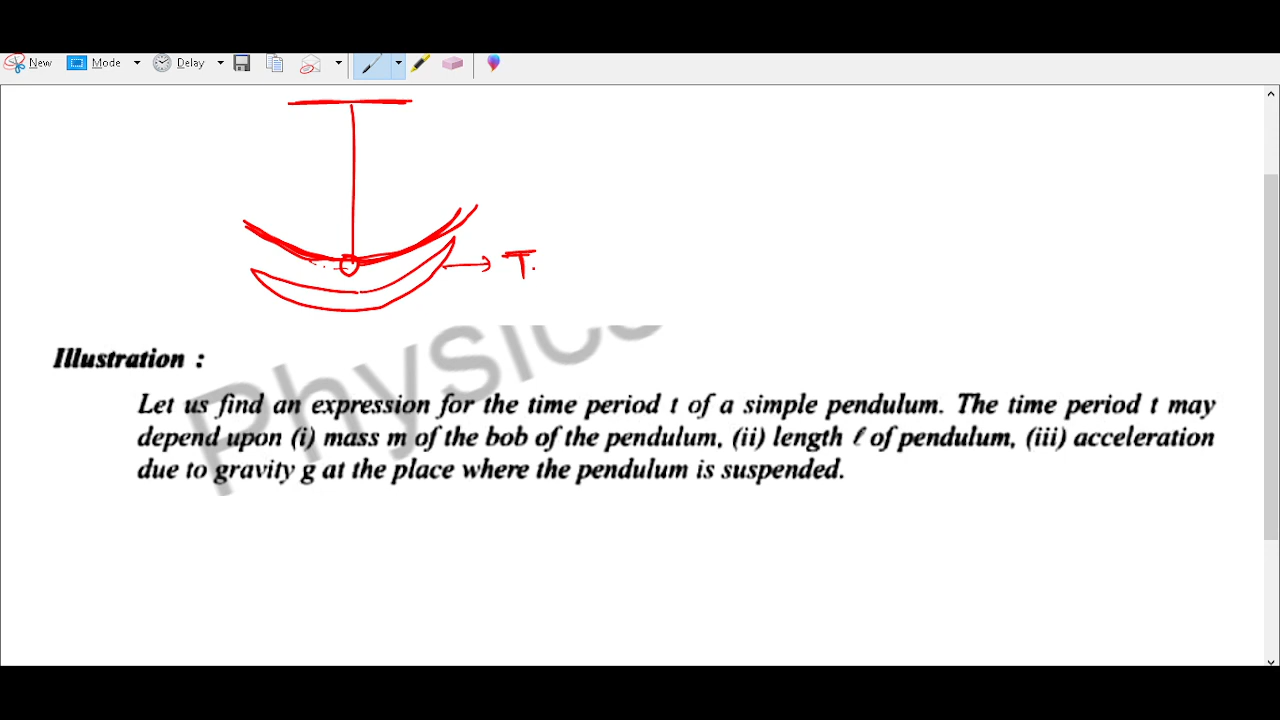 New Mode Delay
T.
Physics
Illustration :
Let us find an expression for the time period t of a simple pendulum. The time period t may
depend upon (i) mass m of the bob of the pendulum, (ii) length ℓ of pendulum, (iii) acceleration
due to gravity g at the place where the pendulum is suspended.